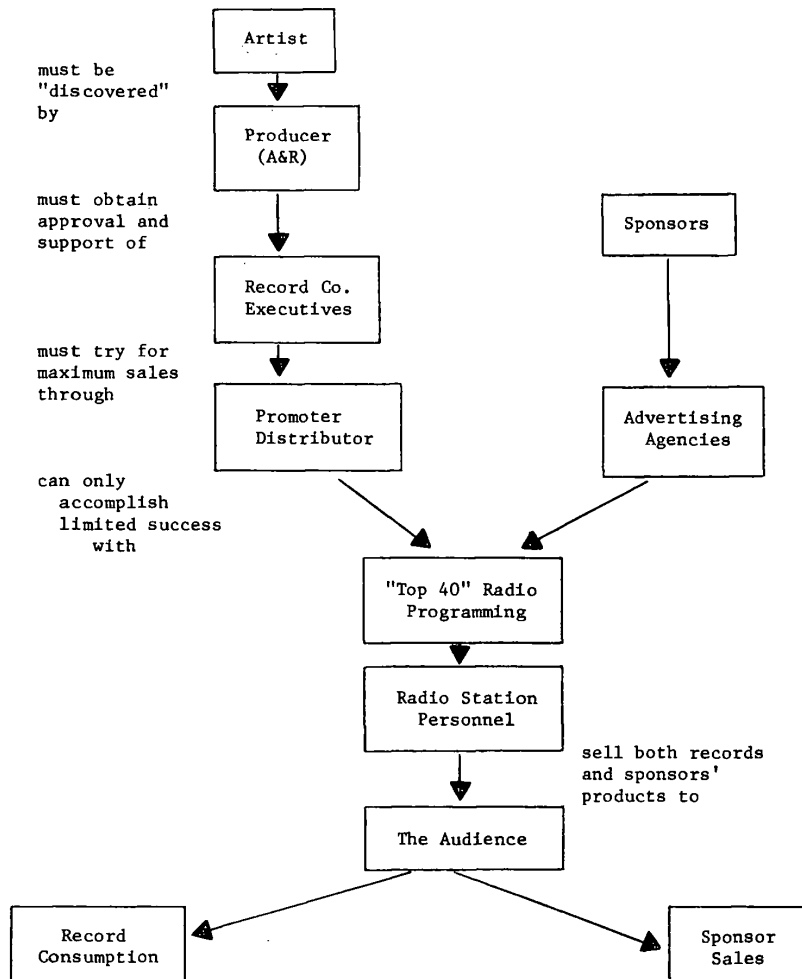 Artist
must be
"discovered"
by
Producer
(A&R)
must obtain
approval and
support of
Sponsors
Record Co.
Executives
must try for
maximum sales
through
Promoter
Distributor
Advertising
Agencies
can only
accomplish
limited success
with
"Top 40" Radio
Programming
Radio Station
Personnel
sell both records
and sponsors'
products to
The Audience
Record
Consumption
Sponsor
Sales